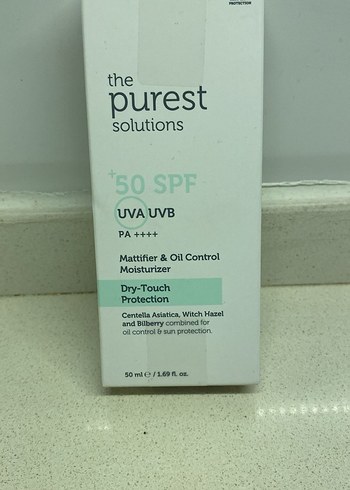 PROTECTION
the
purest
solutions
+50 SPF
UVA UVB
PA ++++
Mattifier & Oil Control
Moisturizer
Dry-Touch
Protection
Centella Asiatica, Witch Hazel
and Bilberry combined for
oil control & sun protection.
50 ml ℮ / 1.69 fl. oz.